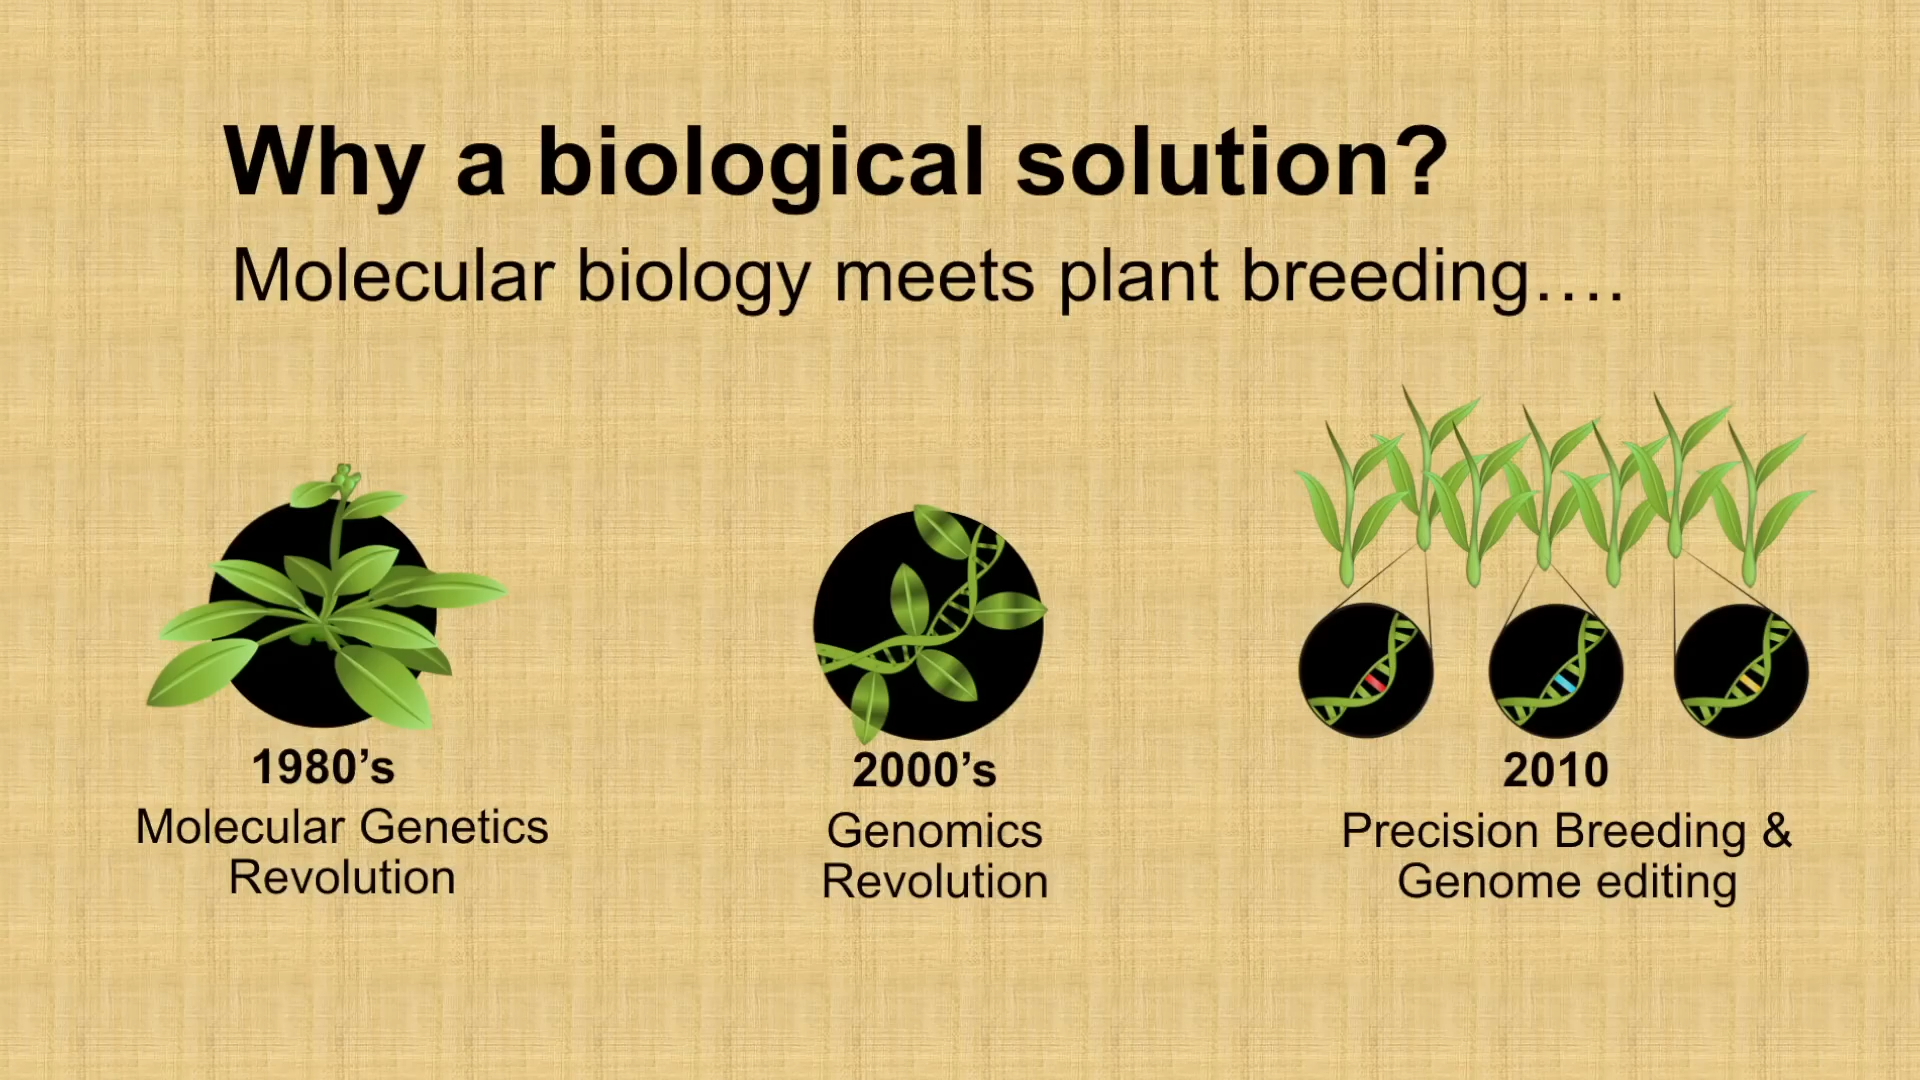 Why a biological solution?
Molecular biology meets plant breeding….
1980’s
Molecular Genetics
Revolution
2000’s
Genomics
Revolution
2010
Precision Breeding &
Genome editing